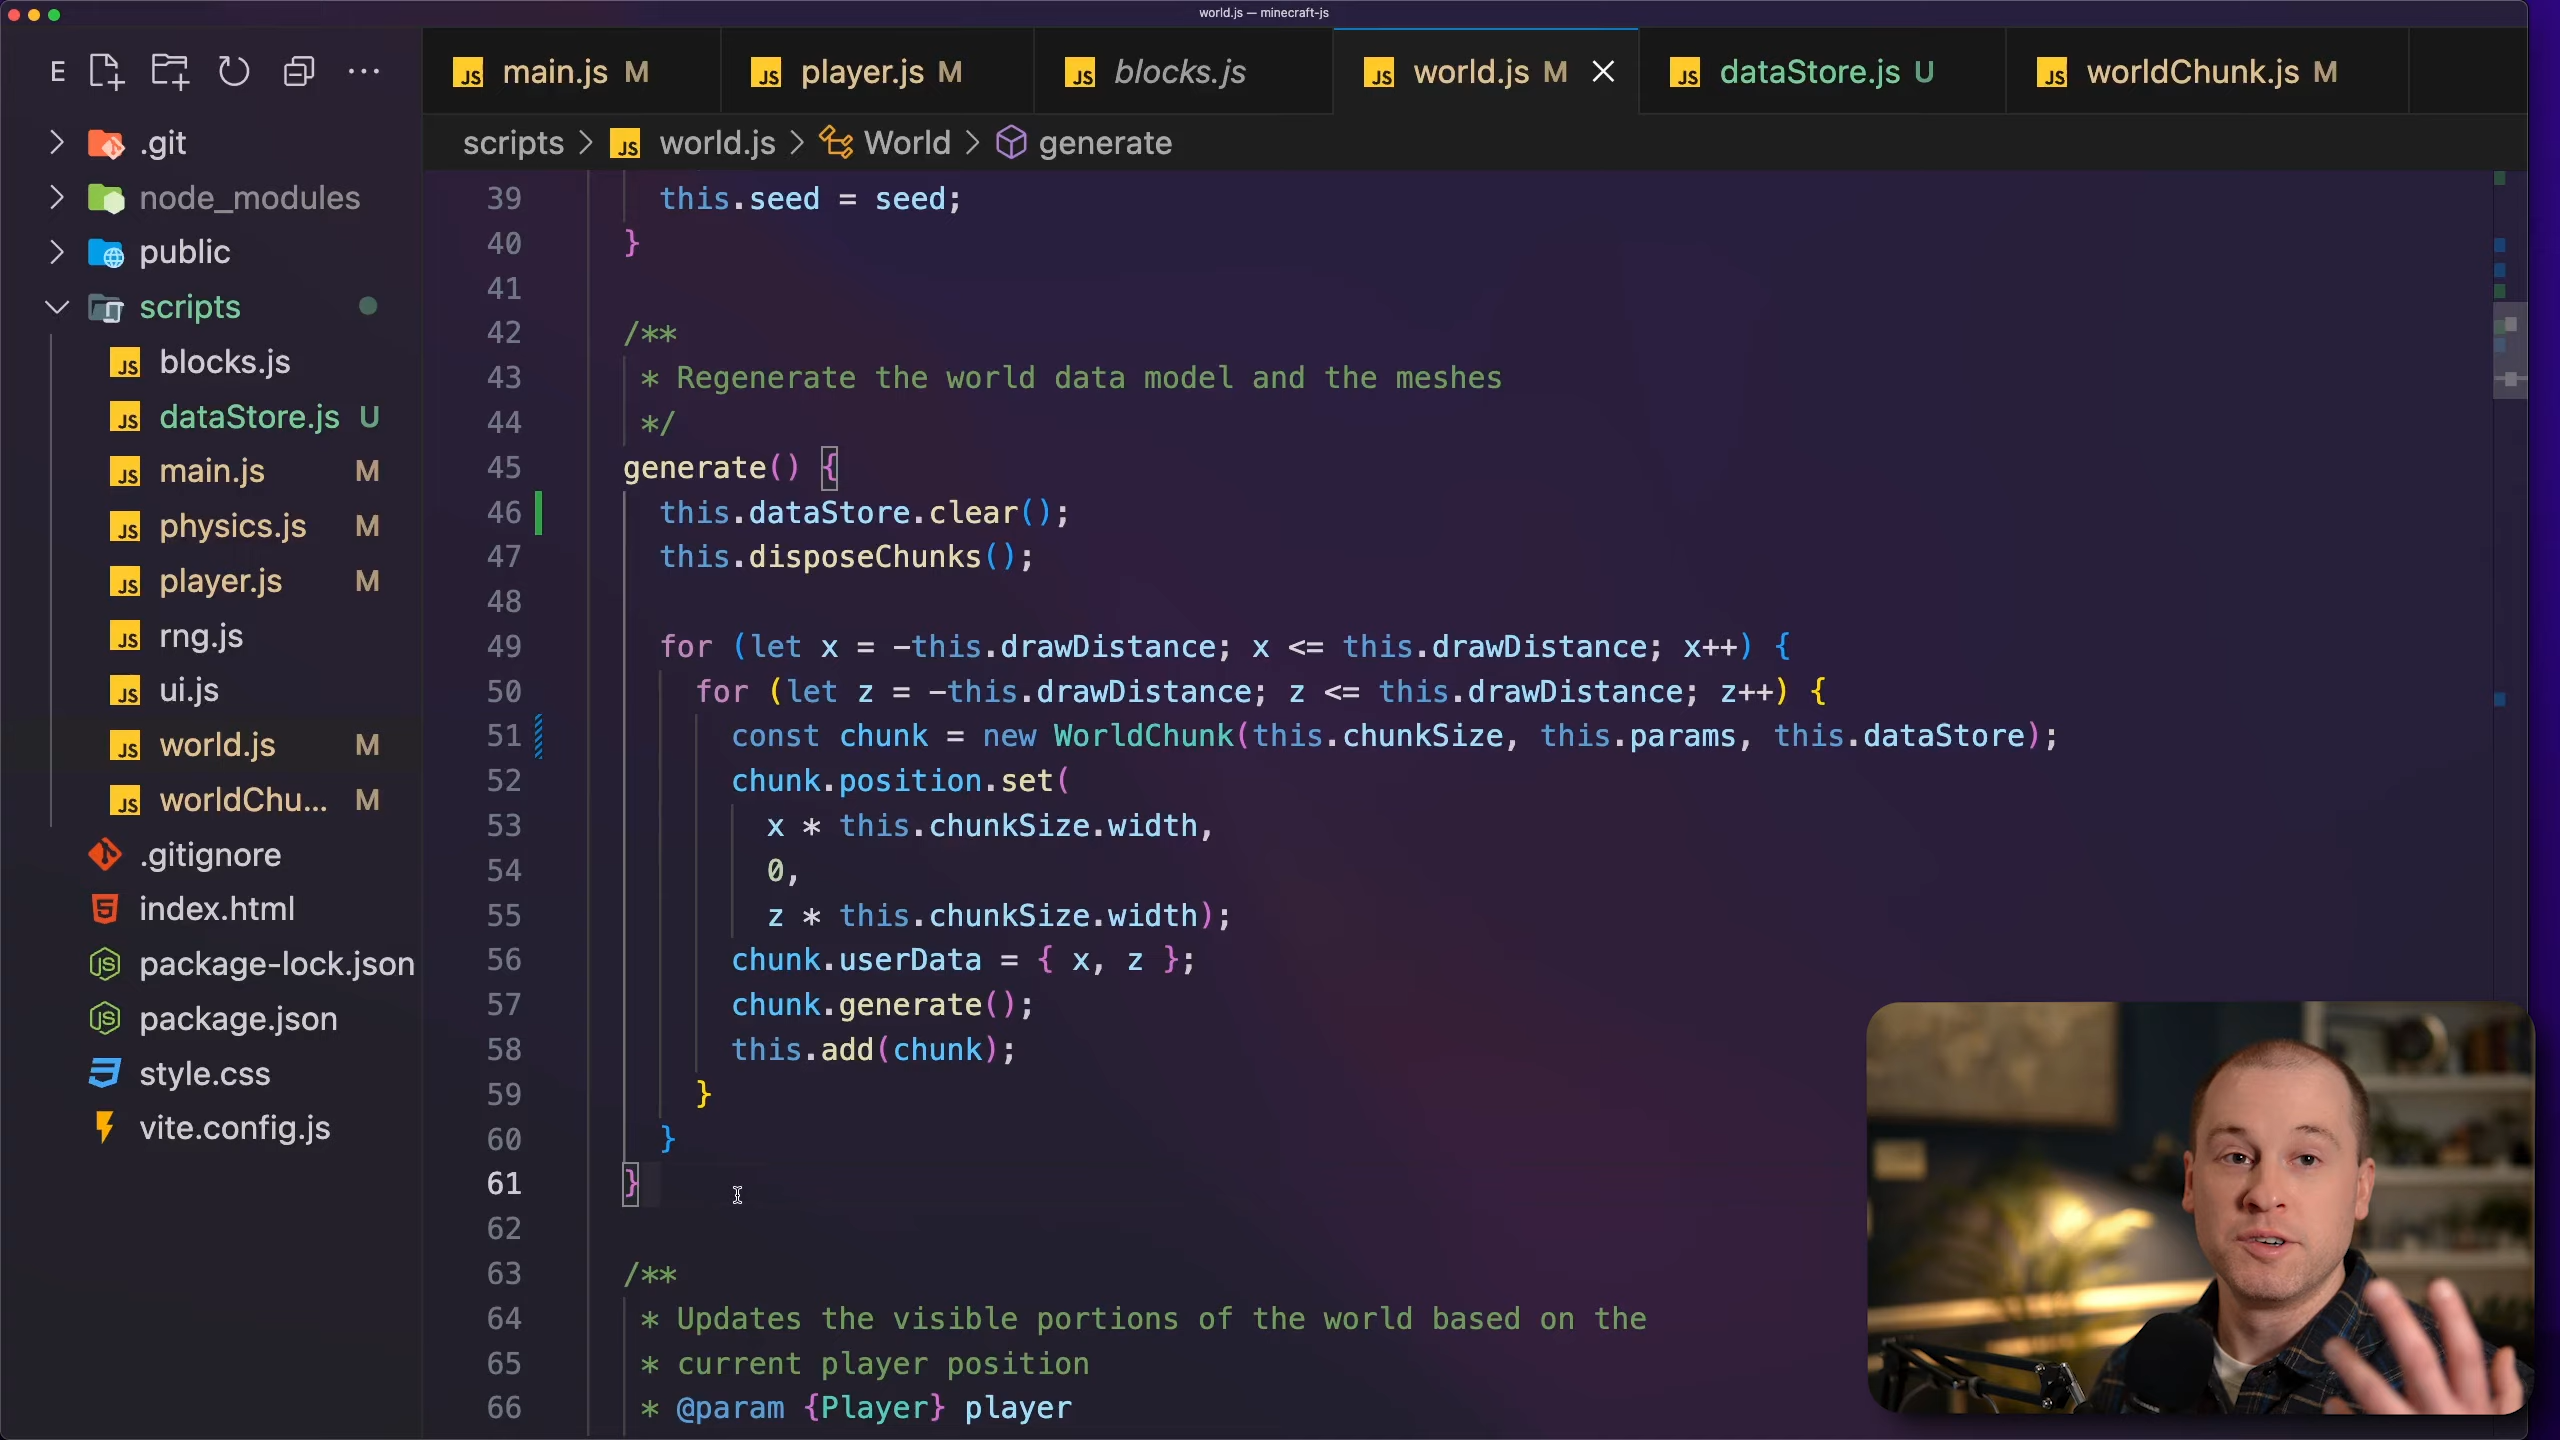 world.js — minecraft-js
E
main.js M
player.js M
blocks.js
world.js M
dataStore.js U
worldChunk.js M
scripts > world.js > World > generate
.git
node_modules
public
scripts
blocks.js
dataStore.js U
main.js M
physics.js M
player.js M
rng.js
ui.js
world.js M
worldChu... M
.gitignore
index.html
package-lock.json
package.json
style.css
vite.config.js
39 this.seed = seed;
40 }
41
42 /**
43 * Regenerate the world data model and the meshes
44 */
45 generate() {
46 this.dataStore.clear();
47 this.disposeChunks();
48
49 for (let x = -this.drawDistance; x <= this.drawDistance; x++) {
50 for (let z = -this.drawDistance; z <= this.drawDistance; z++) {
51 const chunk = new WorldChunk(this.chunkSize, this.params, this.dataStore);
52 chunk.position.set(
53 x * this.chunkSize.width,
54 0,
55 z * this.chunkSize.width);
56 chunk.userData = { x, z };
57 chunk.generate();
58 this.add(chunk);
59 }
60 }
61 }
62
63 /**
64 * Updates the visible portions of the world based on the
65 * current player position
66 * @param {Player} player